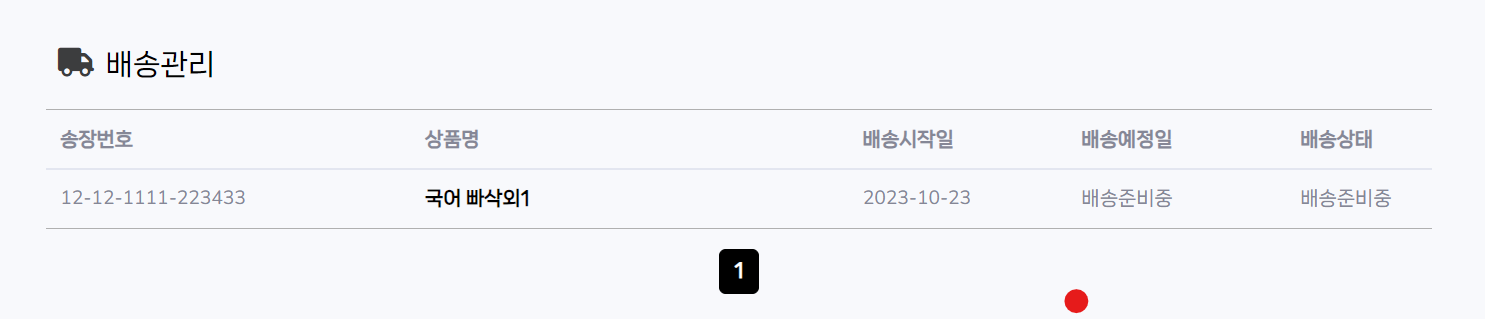 배송관리
송장번호 상품명 배송시작일 배송예정일 배송상태
12-12-1111-223433 국어 빠삭외1 2023-10-23 배송준비중 배송준비중
1